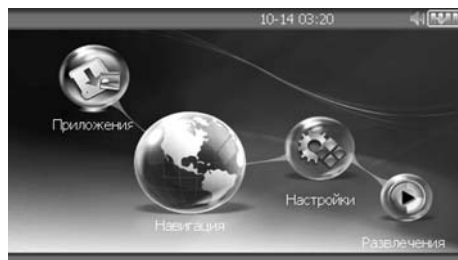 10-14 03:20
Приложения
Навигация
Настройки
Развлечения